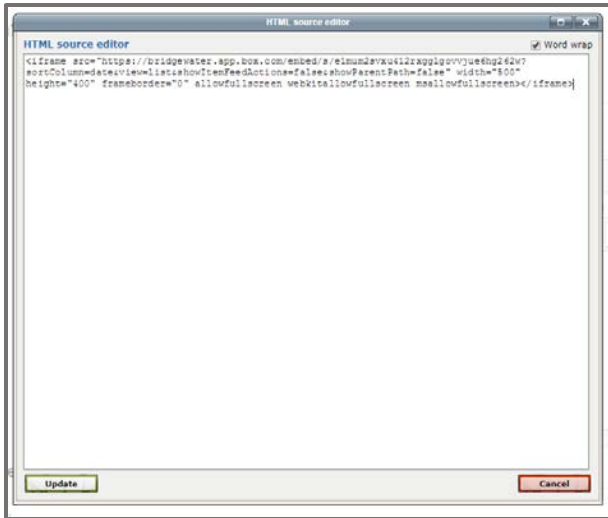 HTML source editor
HTML source editor
Word wrap
<iframe src="https://bridgewater.app.box.com/embed/s/
sortColumn=date&view=list&showItemFeedActions=false&showParentPath=false" width="500"
height="400" frameborder="0" allowfullscreen webkitallowfullscreen msallowfullscreen></iframe>
Update
Cancel